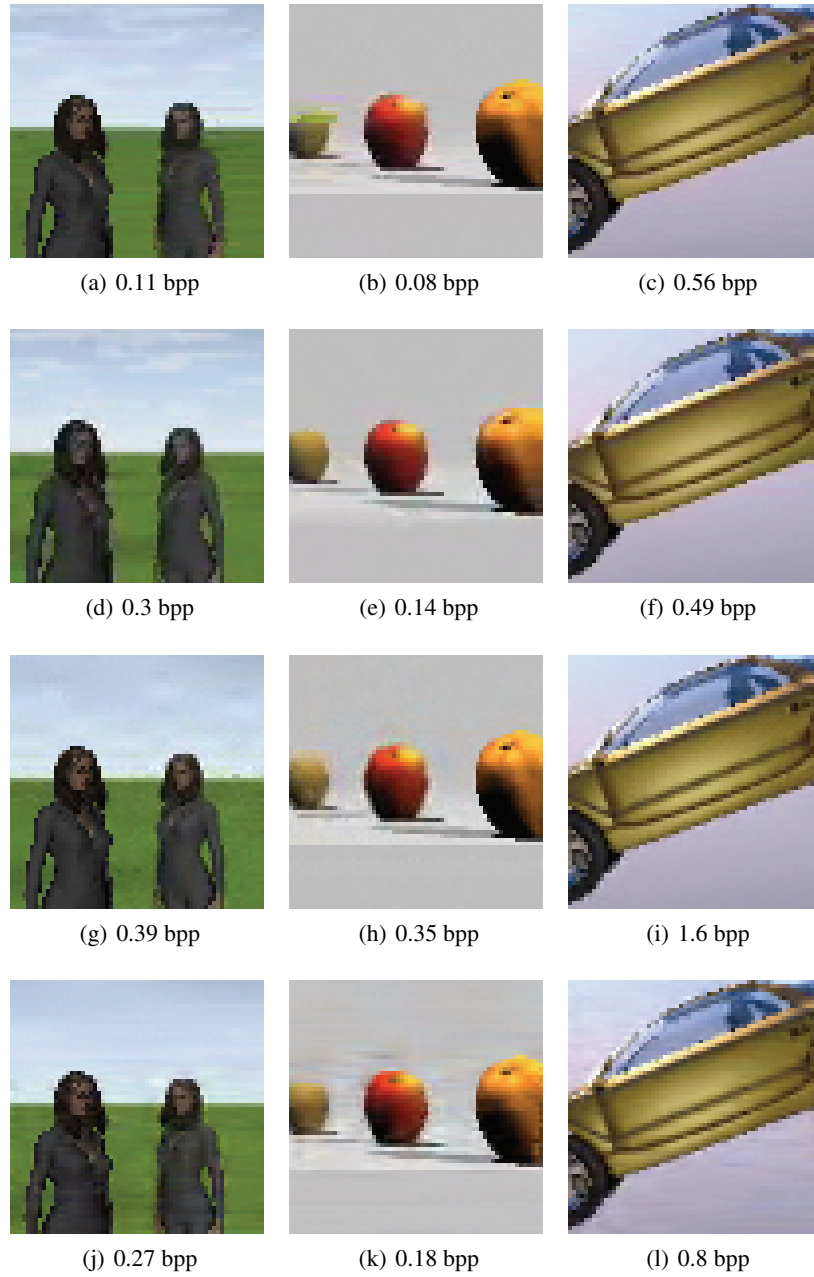 (a) 0.11 bpp
(b) 0.08 bpp
(c) 0.56 bpp
(d) 0.3 bpp
(e) 0.14 bpp
(f) 0.49 bpp
(g) 0.39 bpp
(h) 0.35 bpp
(i) 1.6 bpp
(j) 0.27 bpp
(k) 0.18 bpp
(l) 0.8 bpp